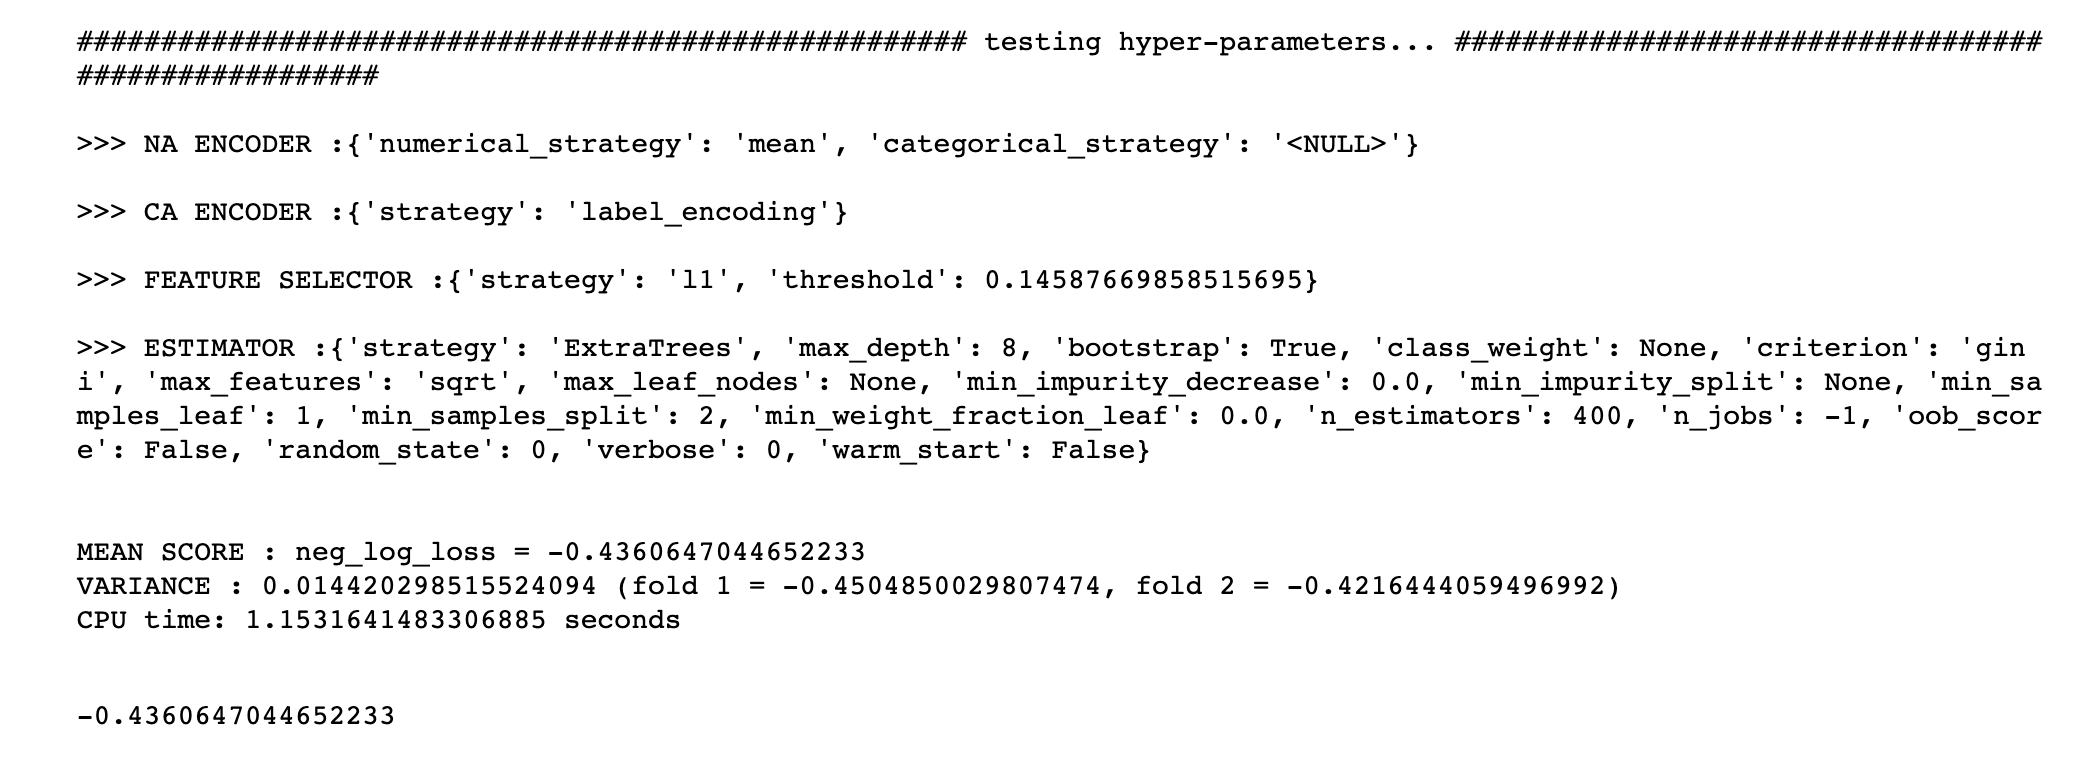 ##################################################### testing hyper-parameters... ###################################
##################
>>> NA ENCODER :{'numerical_strategy': 'mean', 'categorical_strategy': '<NULL>'}
>>> CA ENCODER :{'strategy': 'label_encoding'}
>>> FEATURE SELECTOR :{'strategy': 'l1', 'threshold': 0.14587669858515695}
>>> ESTIMATOR :{'strategy': 'ExtraTrees', 'max_depth': 8, 'bootstrap': True, 'class_weight': None, 'criterion': 'gin
i', 'max_features': 'sqrt', 'max_leaf_nodes': None, 'min_impurity_decrease': 0.0, 'min_impurity_split': None, 'min_sa
mples_leaf': 1, 'min_samples_split': 2, 'min_weight_fraction_leaf': 0.0, 'n_estimators': 400, 'n_jobs': -1, 'oob_scor
e': False, 'random_state': 0, 'verbose': 0, 'warm_start': False}
MEAN SCORE : neg_log_loss = -0.4360647044652233
VARIANCE : 0.014420298515524094 (fold 1 = -0.4504850029807474, fold 2 = -0.4216444059496992)
CPU time: 1.1531641483306885 seconds
-0.4360647044652233